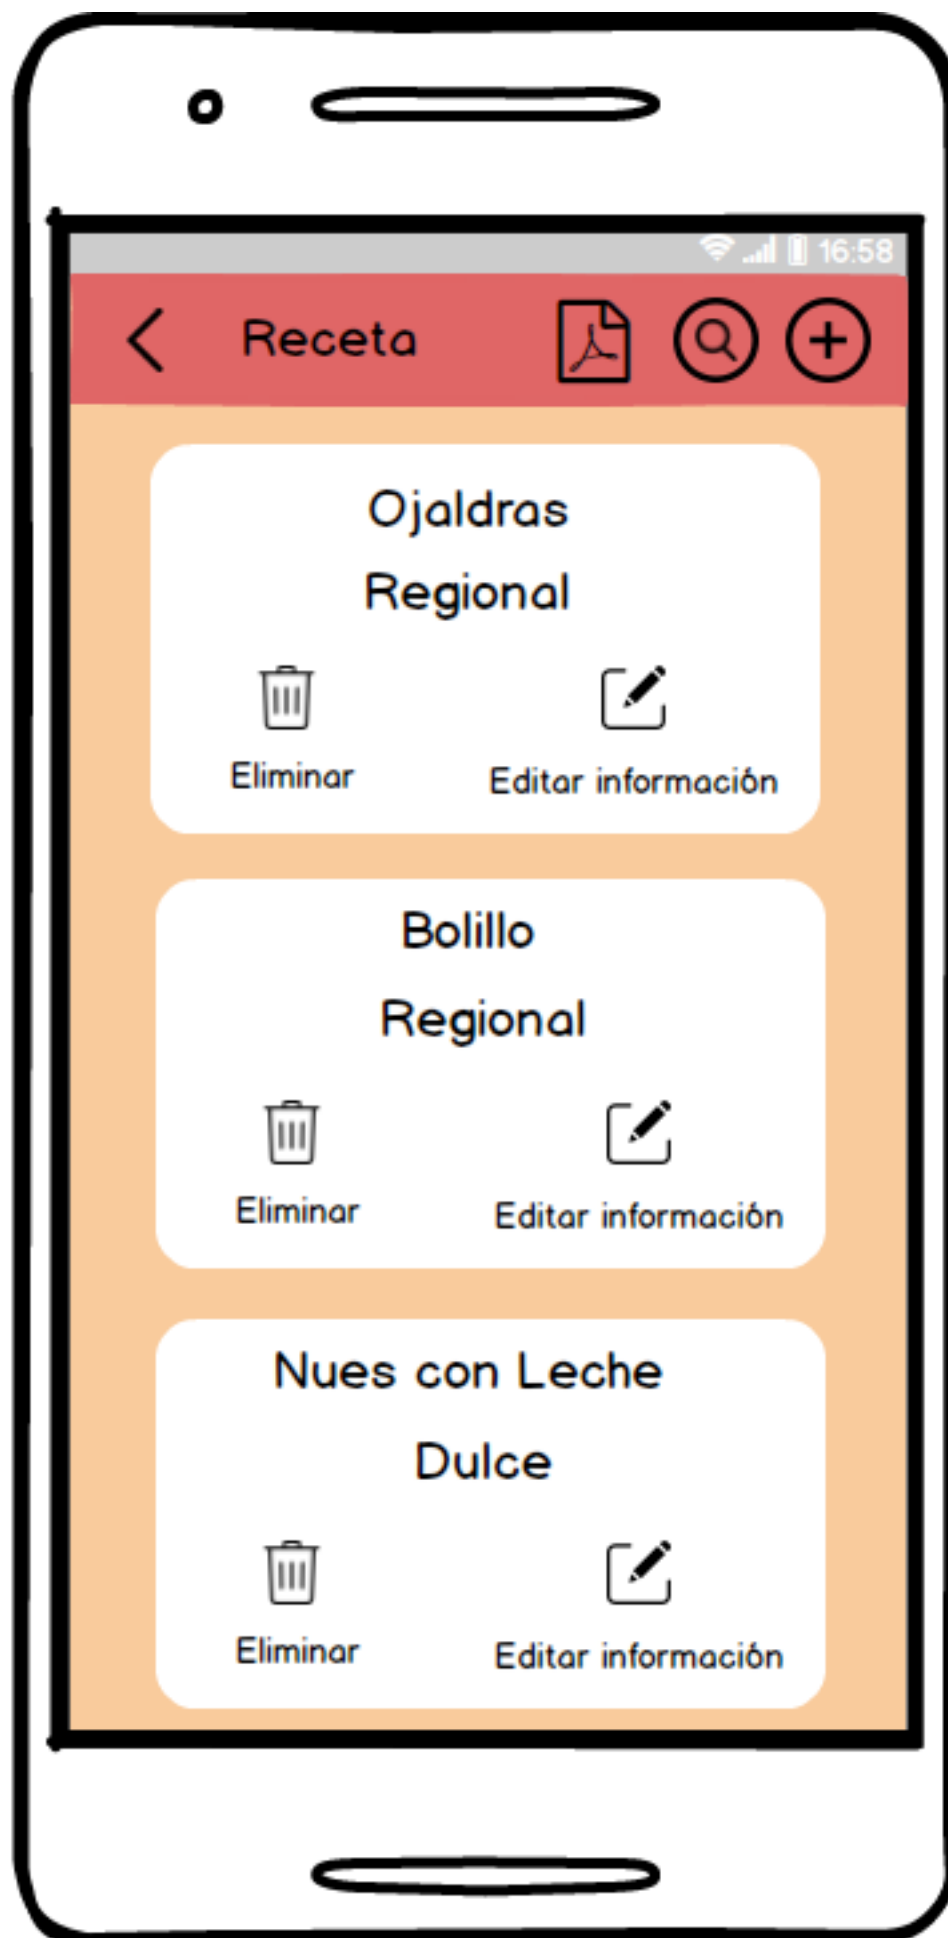 16:58
Receta
Ojaldras
Regional
Eliminar
Editar información
Bolillo
Regional
Eliminar
Editar información
Nues con Leche
Dulce
Eliminar
Editar información